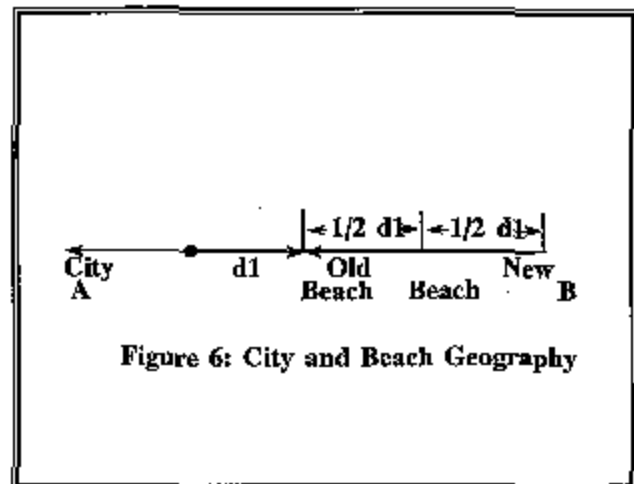 1/2 d1 1/2 d1
City d1 Old New
A Beach Beach B
Figure 6: City and Beach Geography